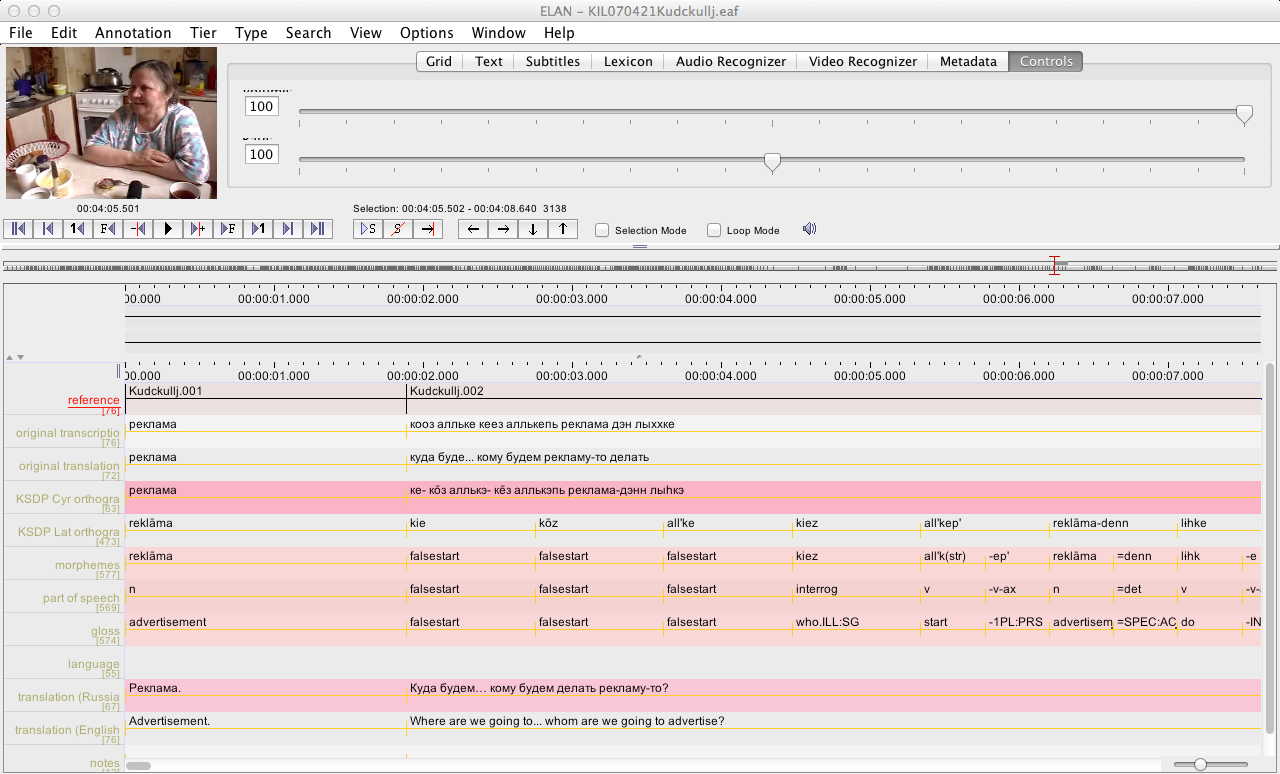 ELAN – KIL070421Kudckullj.eaf
File Edit Annotation Tier Type Search View Options Window Help
Grid Text Subtitles Lexicon Audio Recognizer Video Recognizer Metadata Controls
100
100
00:04:05.501
Selection: 00:04:05.502 - 00:04:08.640 3138
Selection Mode Loop Mode
00.000 00:00:01.000 00:00:02.000 00:00:03.000 00:00:04.000 00:00:05.000 00:00:06.000 00:00:07.000
00.000 00:00:01.000 00:00:02.000 00:00:03.000 00:00:04.000 00:00:05.000 00:00:06.000 00:00:07.000
reference Kudckullj.001 Kudckullj.002
[76]
original transcriptio реклама кооз алльке кеез аллькепь реклама дэн лыххке
[76]
original translation реклама куда буде... кому будем рекламу-то делать
[72]
KSDP Cyr orthogra реклама ке- кōз аллькэ- кēз аллькэпь реклама-дэнн лыһкэ
[63]
KSDP Lat orthogra reklāma kie kōz all'ke kiez all'kep' reklāma-denn lihke
[473]
morphemes reklāma falsestart falsestart falsestart kiez all'k(str) -ep' reklāma =denn lihk -e
[577]
part of speech n falsestart falsestart falsestart interrog v -v-ax n =det v -v-
[569]
gloss advertisement falsestart falsestart falsestart who.ILL:SG start -1PL:PRS advertisem =SPEC:AC do -IN
[574]
language
[55]
translation (Russia Реклама. Куда будем... кому будем делать рекламу-то?
[67]
translation (English Advertisement. Where are we going to... whom are we going to advertise?
[76]
notes